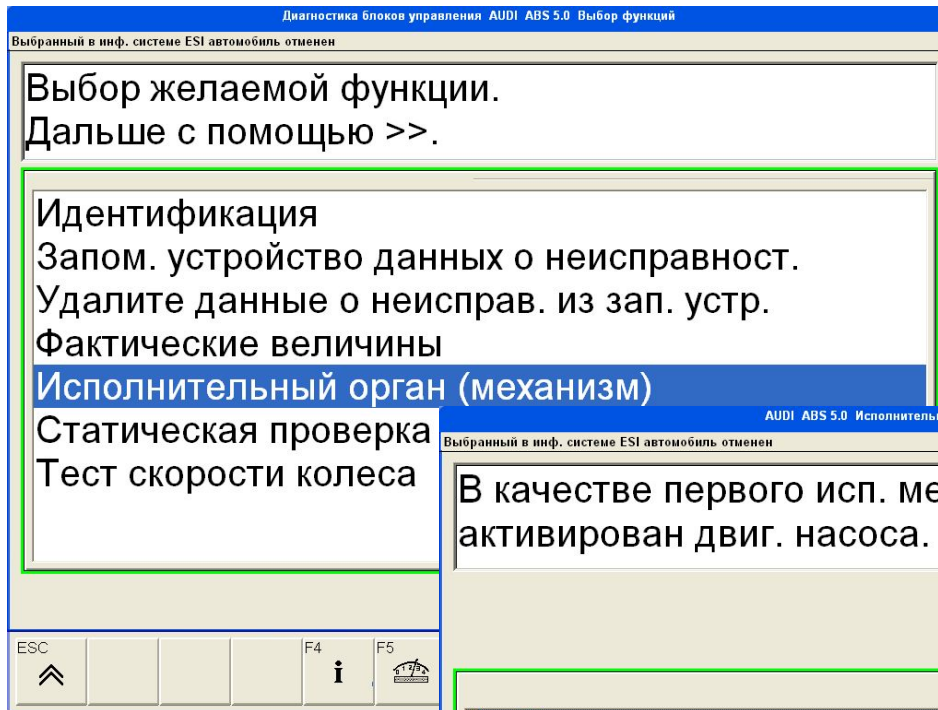 Диагностика блоков управления AUDI ABS 5.0 Выбор функций
Выбранный в инф. системе ESI автомобиль отменен
Выбор желаемой функции.
Дальше с помощью >>.
Идентификация
Запом. устройство данных о неисправност.
Удалите данные о неисправ. из зап. устр.
Фактические величины
Исполнительный орган (механизм)
Статическая проверка
Тест скорости колеса
AUDI ABS 5.0 Исполнитель
Выбранный в инф. системе ESI автомобиль отменен
В качестве первого исп. ме
активирован двиг. насоса.
ESC
F4
F5